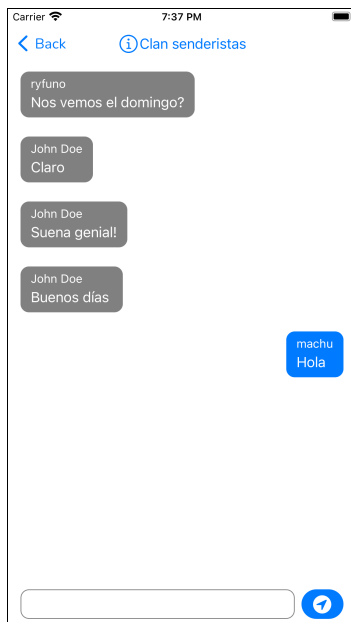 Carrier 7:37 PM
Back Clan senderistas
ryfuno
Nos vemos el domingo?
John Doe
Claro
John Doe
Suena genial!
John Doe
Buenos días
machu
Hola